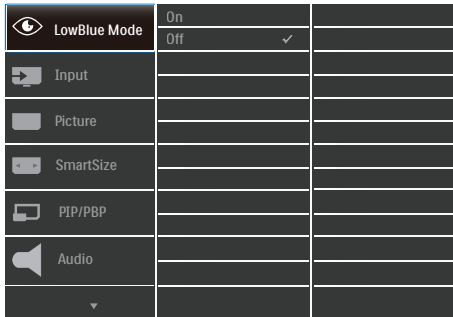 LowBlue Mode
On
Off
Input
Picture
SmartSize
PIP/PBP
Audio